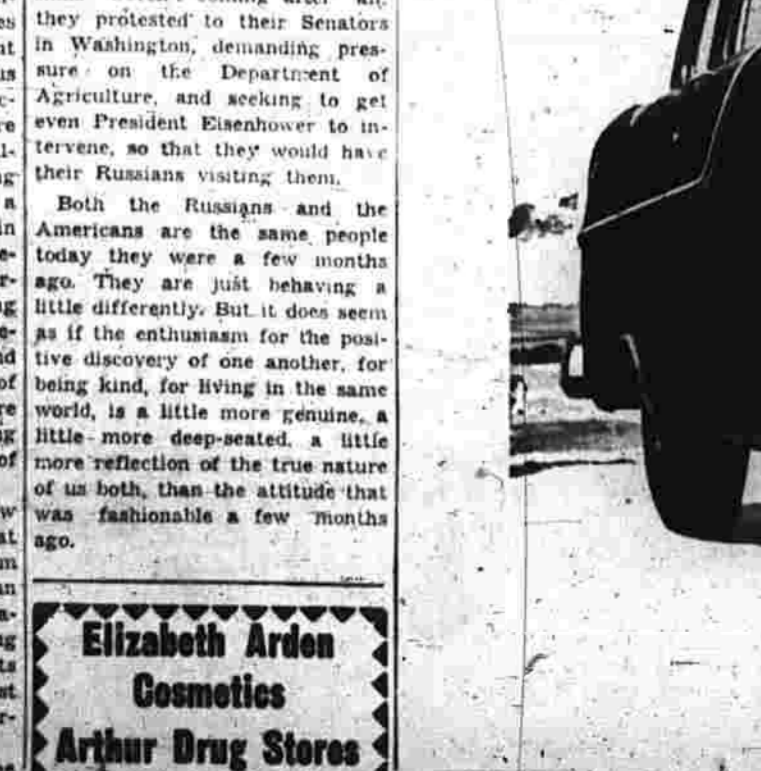 they protested to their Senators
in Washington, demanding pres-
sure on the Department of
Agriculture, and seeking to get
even President Eisenhower to in-
tervene, so that they would have
their Russians visiting them.
Both the Russians and the
Americans are the same people
today they were a few months
ago. They are just behaving a
little differently. But it does seem
as if the enthusiasm for the posi-
tive discovery of one another, for
being kind, for living in the same
world, is a little more genuine, a
little more deep-seated, a little
more reflection of the true nature
of us both, than the attitude that
was fashionable a few months
ago.
Elizabeth Arden
Cosmetics
Arthur Drug Stores